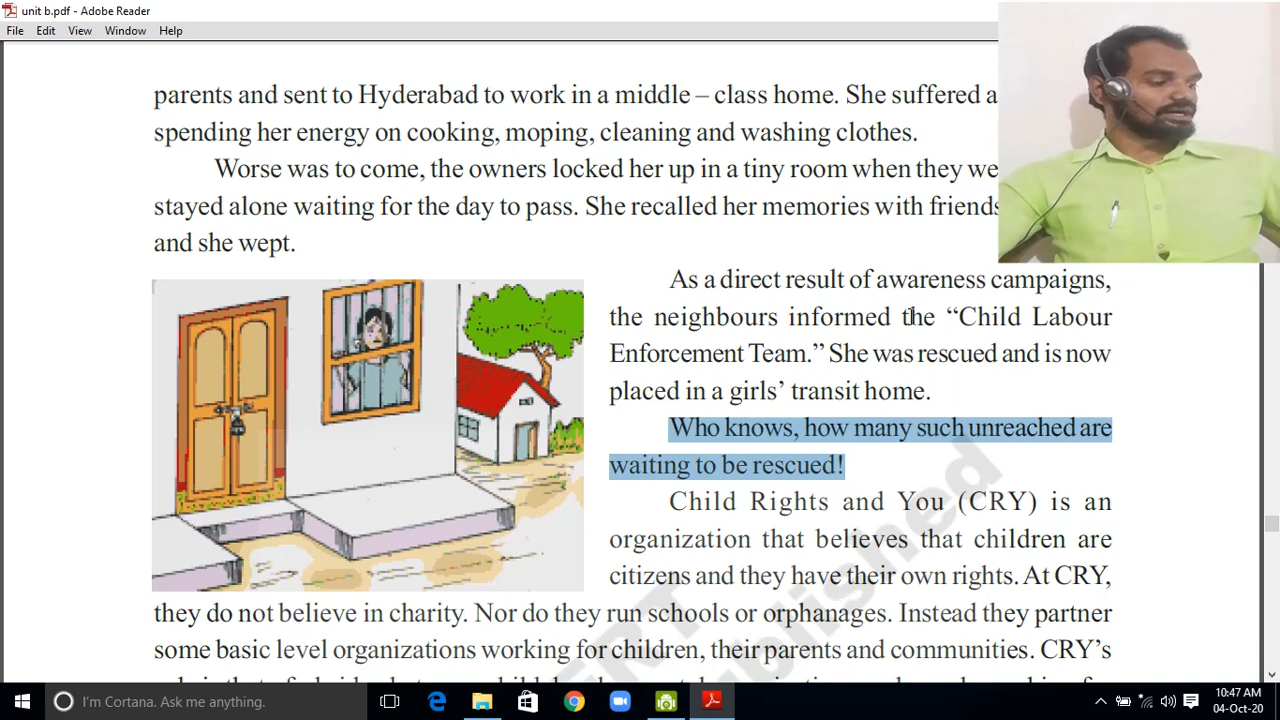 unit b.pdf - Adobe Reader
File Edit View Window Help
parents and sent to Hyderabad to work in a middle – class home. She suffered a
spending her energy on cooking, moping, cleaning and washing clothes.
Worse was to come, the owners locked her up in a tiny room when they we
stayed alone waiting for the day to pass. She recalled her memories with friends
and she wept.
As a direct result of awareness campaigns,
the neighbours informed the “Child Labour
Enforcement Team.” She was rescued and is now
placed in a girls’ transit home.
Who knows, how many such unreached are
waiting to be rescued!
Child Rights and You (CRY) is an
organization that believes that children are
citizens and they have their own rights. At CRY,
they do not believe in charity. Nor do they run schools or orphanages. Instead they partner
some basic level organizations working for children, their parents and communities. CRY’s
I'm Cortana. Ask me anything.
10:47 AM
04-Oct-20